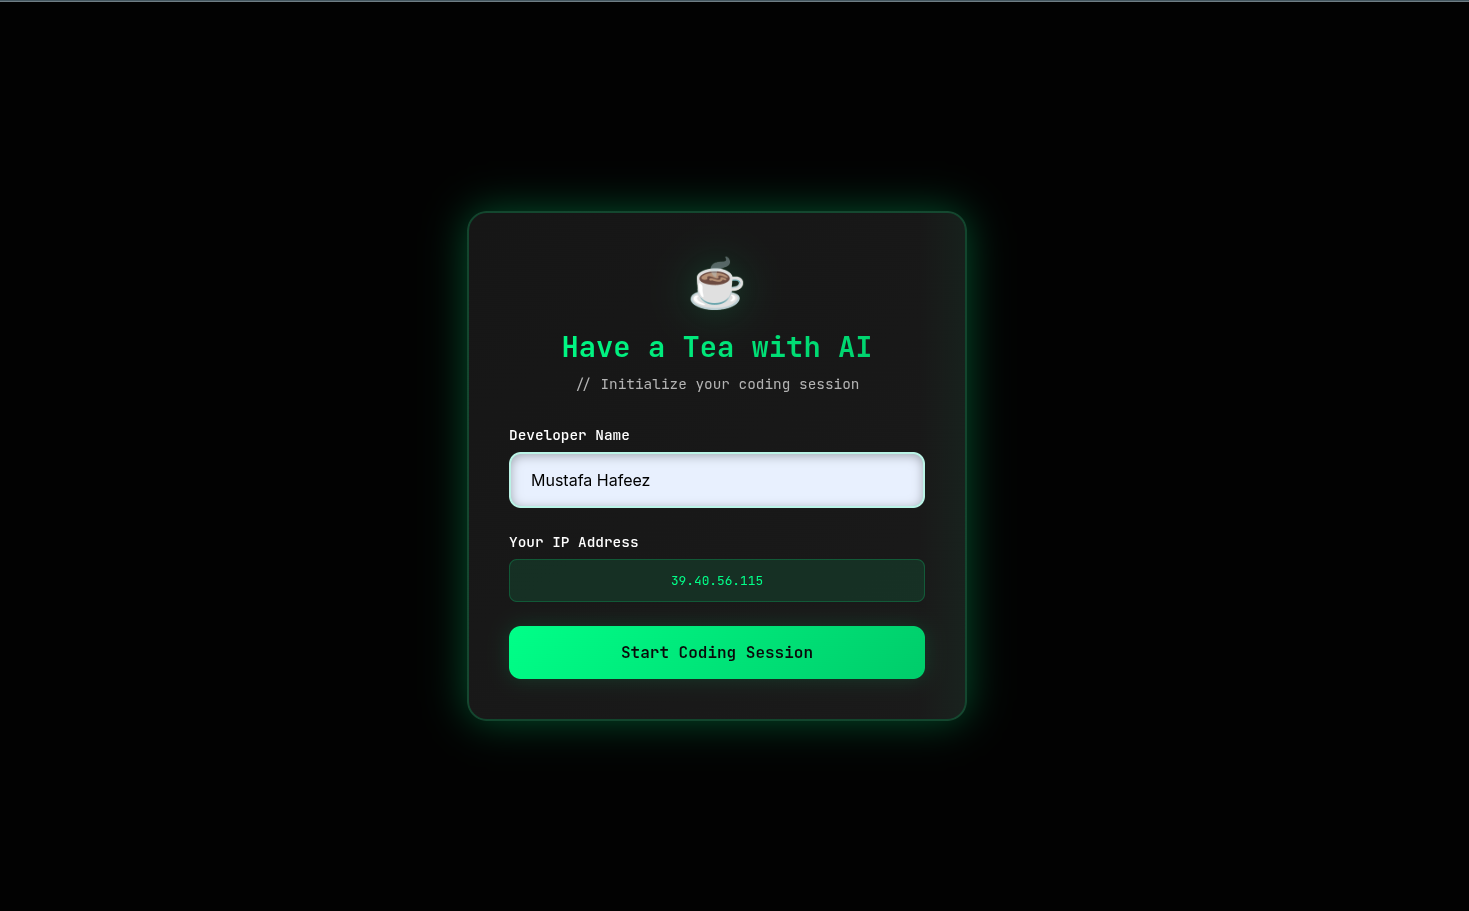 Have a Tea with AI
// Initialize your coding session
Developer Name
Mustafa Hafeez
Your IP Address
39.40.56.115
Start Coding Session